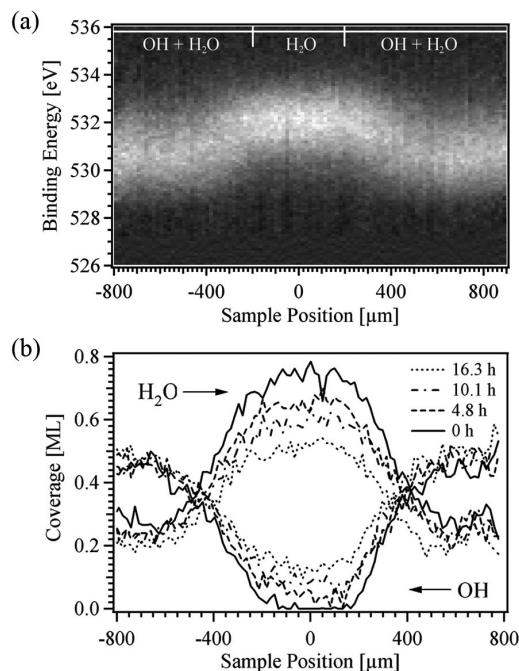 (a)
536
534
532
530
528
526
Binding Energy [eV]
OH + H₂O
H₂O
OH + H₂O
-800
-400
0
400
800
Sample Position [µm]
(b)
0.8
0.6
0.4
0.2
0.0
Coverage [ML]
H₂O
16.3 h
10.1 h
4.8 h
0 h
OH
-800
-400
0
400
800
Sample Position [µm]